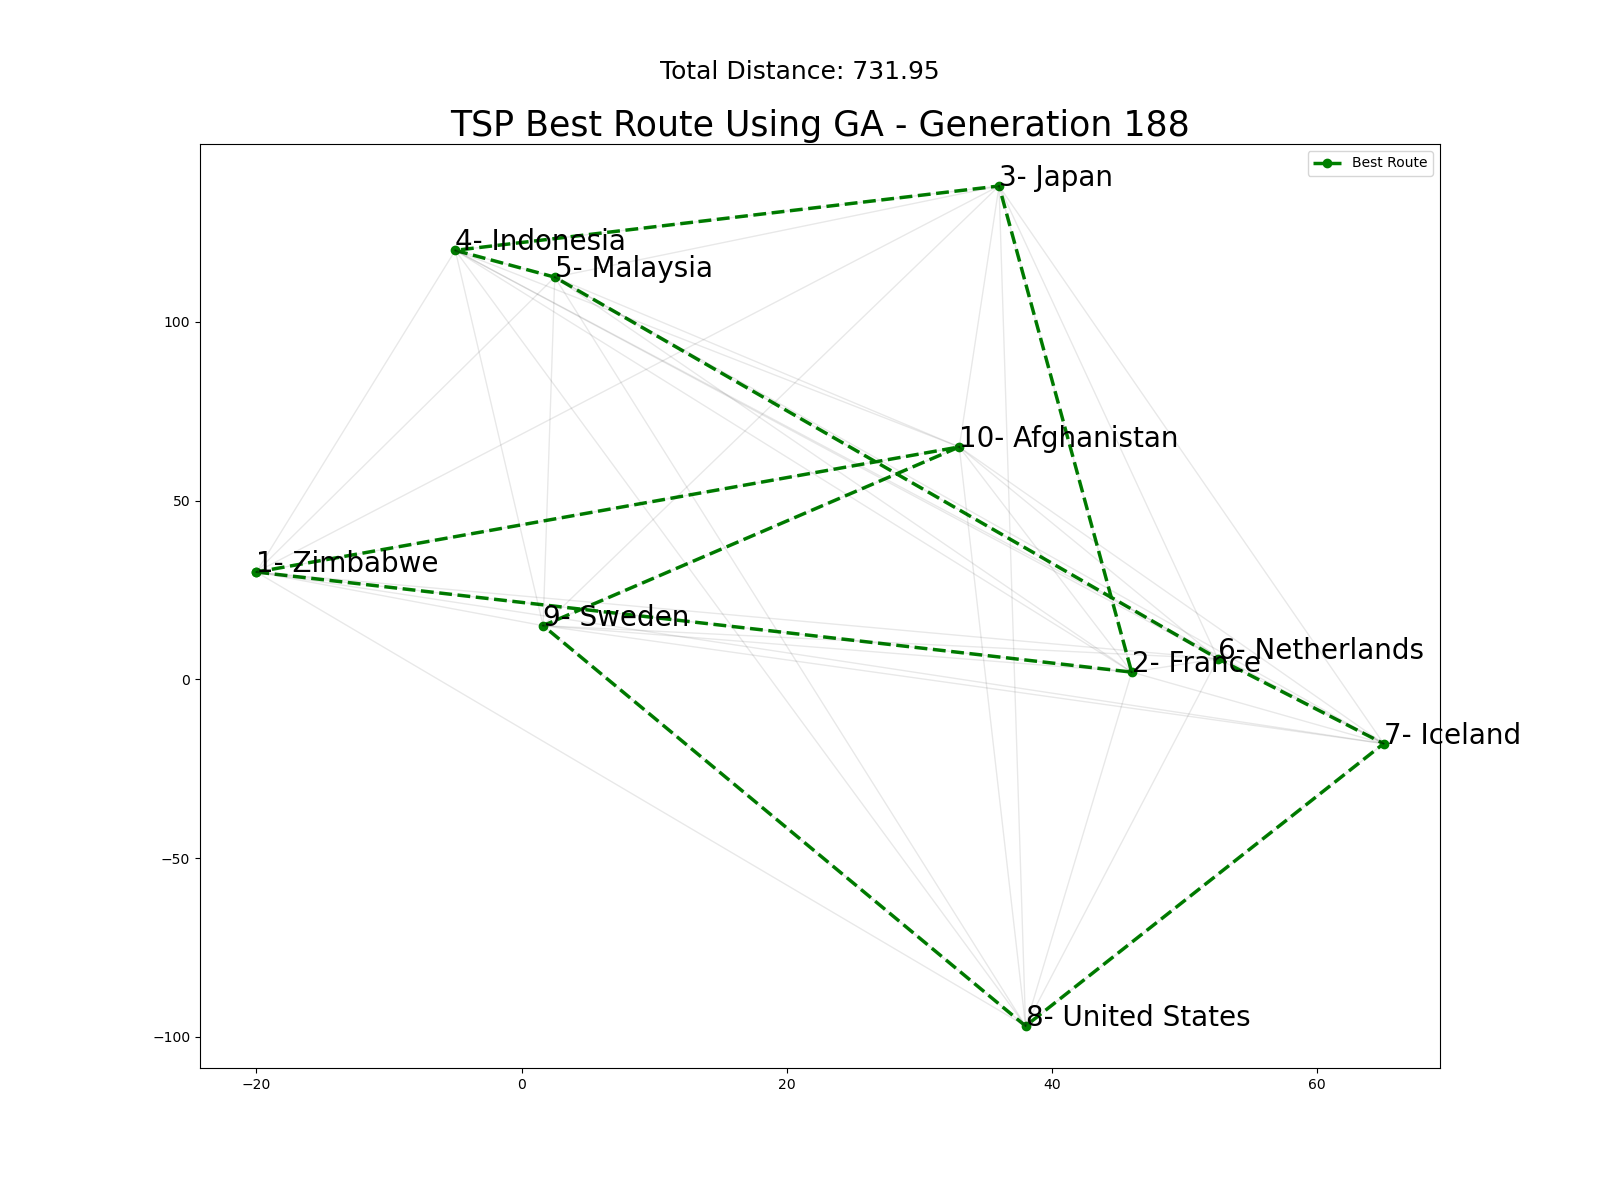 Total Distance: 731.95
TSP Best Route Using GA - Generation 188
Best Route
3- Japan
4- Indonesia
5- Malaysia
100
10- Afghanistan
50
1- Zimbabwe
9- Sweden
6- Netherlands
2- France
0
7- Iceland
−50
8- United States
−100
−20 0 20 40 60